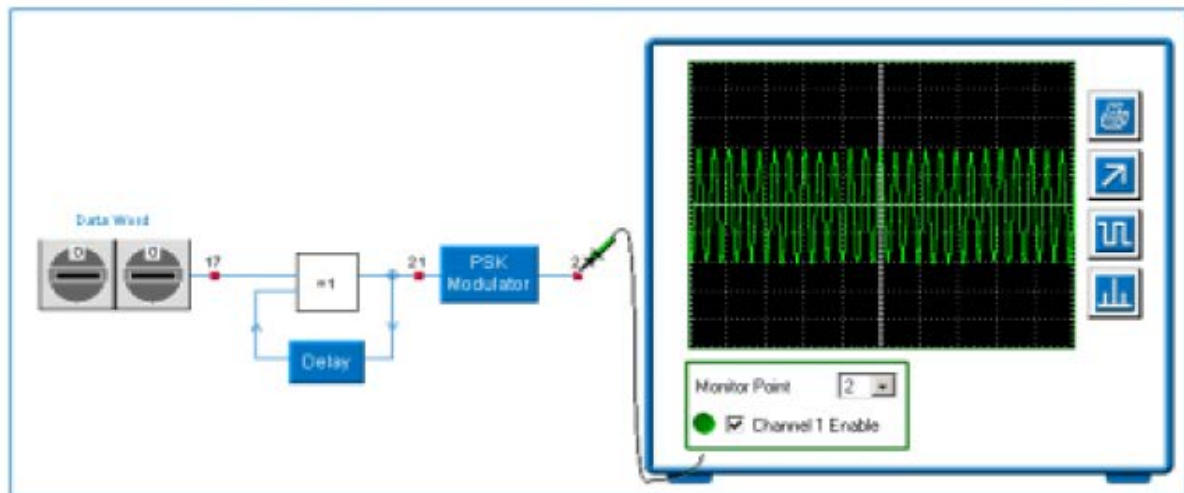 Data Word
0 0
17
=1
21
PSK
Modulator
2
Delay
Monitor Point 2
Channel 1 Enable